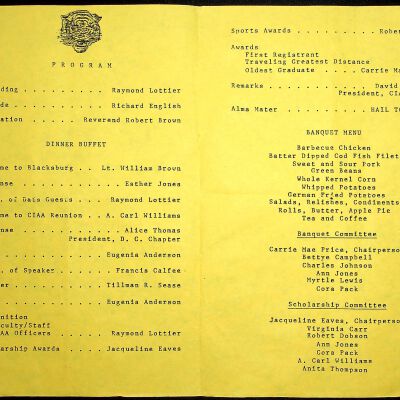 P R O G R A M
ding . . . . . . . . . Raymond Lottier
de . . . . . . . . . . Richard English
ation . . . . . Reverend Robert Brown
DINNER BUFFET
me to Blacksburg . . Lt. William Brown
nse . . . . . . . . . . Esther Jones
. of Gats Guests . . . . Raymond Lottier
me to CIAA Reunion . . A. Carl Williams
nse . . . . . . . . . . Alice Thomas
President, D. C. Chapter
. . . . . . . . . . Eugenia Anderson
. of Speaker . . . . . Francis Calfee
er . . . . . . . . . Tillman R. Sease
. . . . . . . . . . Eugenia Anderson
nition
aculty/Staff
AA Officers . . . . . Raymond Lottier
arship Awards . . . Jacqueline Eaves
Sports Awards . . . . . . . . . Rober
Awards
First Registrant
Traveling Greatest Distance
Oldest Graduate . . . . Carrie Ma
Remarks . . . . . . . . . . . David
President, CI
Alma Mater . . . . . . . . . HAIL TO
BANQUET MENU
Barbecue Chicken
Batter Dipped Cod Fish Filet
Sweet and Sour Pork
Green Beans
Whole Kernel Corn
Whipped Potatoes
German Fried Potatoes
Salads, Relishes, Condiments
Rolls, Butter, Apple Pie
Tea and Coffee
Banquet Committee
Carrie Mae Price, Chairperso
Bettye Campbell
Charles Johnson
Ann Jones
Myrtle Lewis
Cora Pack
Scholarship Committee
Jacqueline Eaves, Chairperso
Virginia Carr
Robert Dobson
Ann Jones
Cora Pack
A. Carl Williams
Anita Thompson